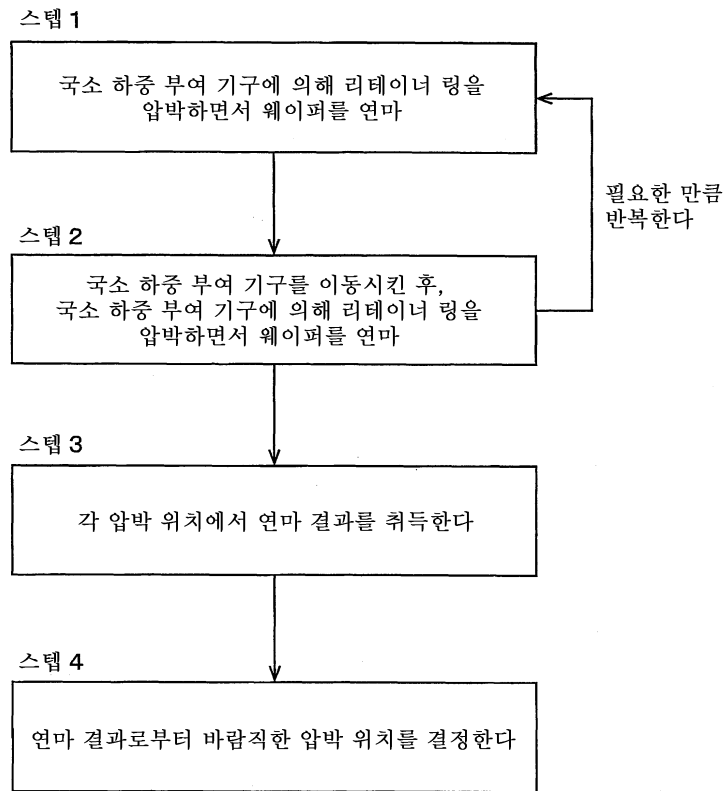 스텝 1
국소 하중 부여 기구에 의해 리테이너 링을
압박하면서 웨이퍼를 연마
필요한 만큼
반복한다
스텝 2
국소 하중 부여 기구를 이동시킨 후,
국소 하중 부여 기구에 의해 리테이너 링을
압박하면서 웨이퍼를 연마
스텝 3
각 압박 위치에서 연마 결과를 취득한다
스텝 4
연마 결과로부터 바람직한 압박 위치를 결정한다